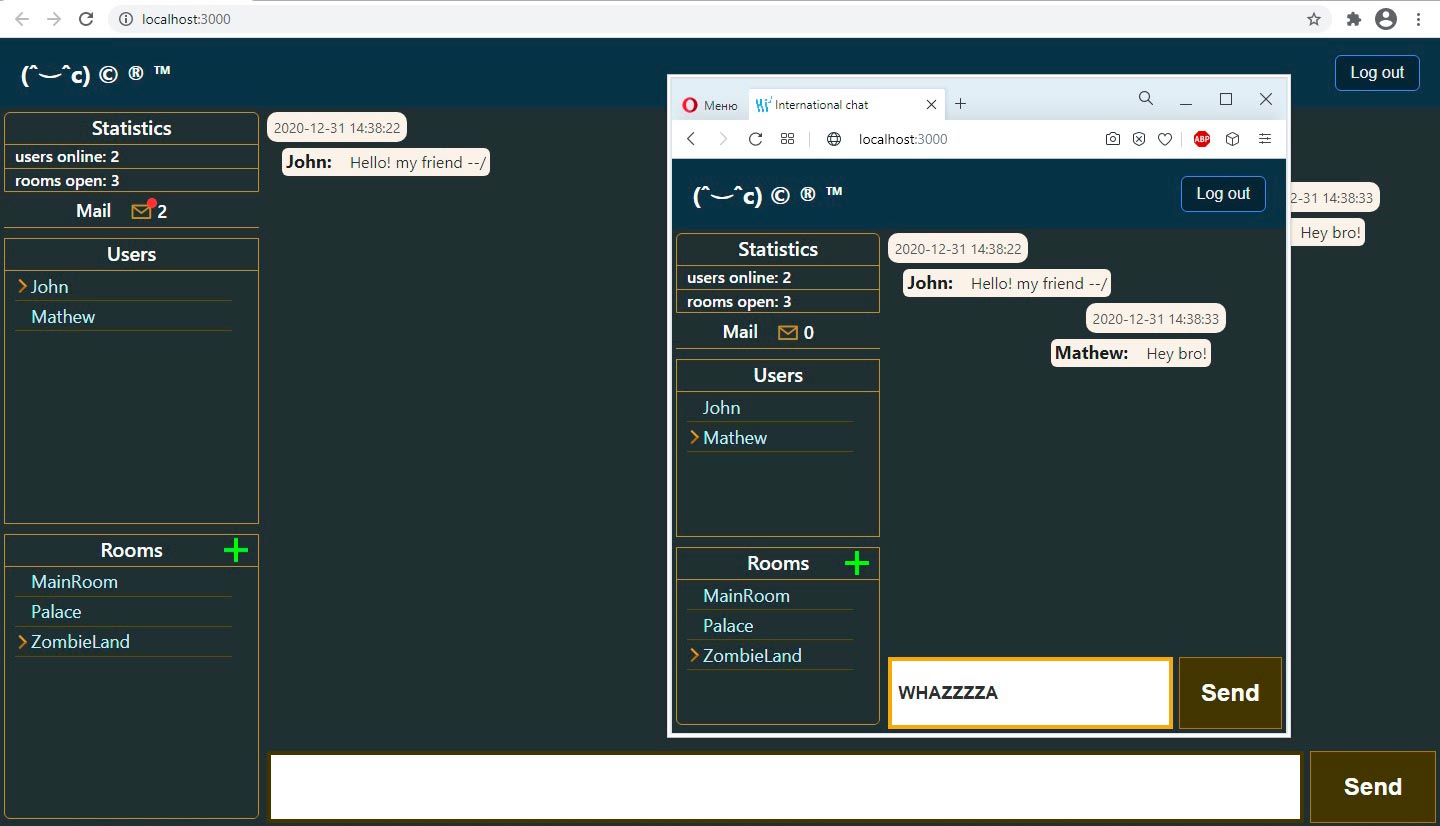 localhost:3000
(ˆ‿ˆc) © ® ™
Log out
Statistics
users online: 2
rooms open: 3
Mail 2
Users
John
Mathew
Rooms
MainRoom
Palace
ZombieLand
2020-12-31 14:38:22
John: Hello! my friend --/
2-31 14:38:33
Hey bro!
Send
Меню
Hi
International chat
localhost:3000
ABP
(ˆ‿ˆc) © ® ™
Log out
Statistics
users online: 2
rooms open: 3
Mail 0
Users
John
Mathew
Rooms
MainRoom
Palace
ZombieLand
2020-12-31 14:38:22
John: Hello! my friend --/
2020-12-31 14:38:33
Mathew: Hey bro!
WHAZZZZA
Send